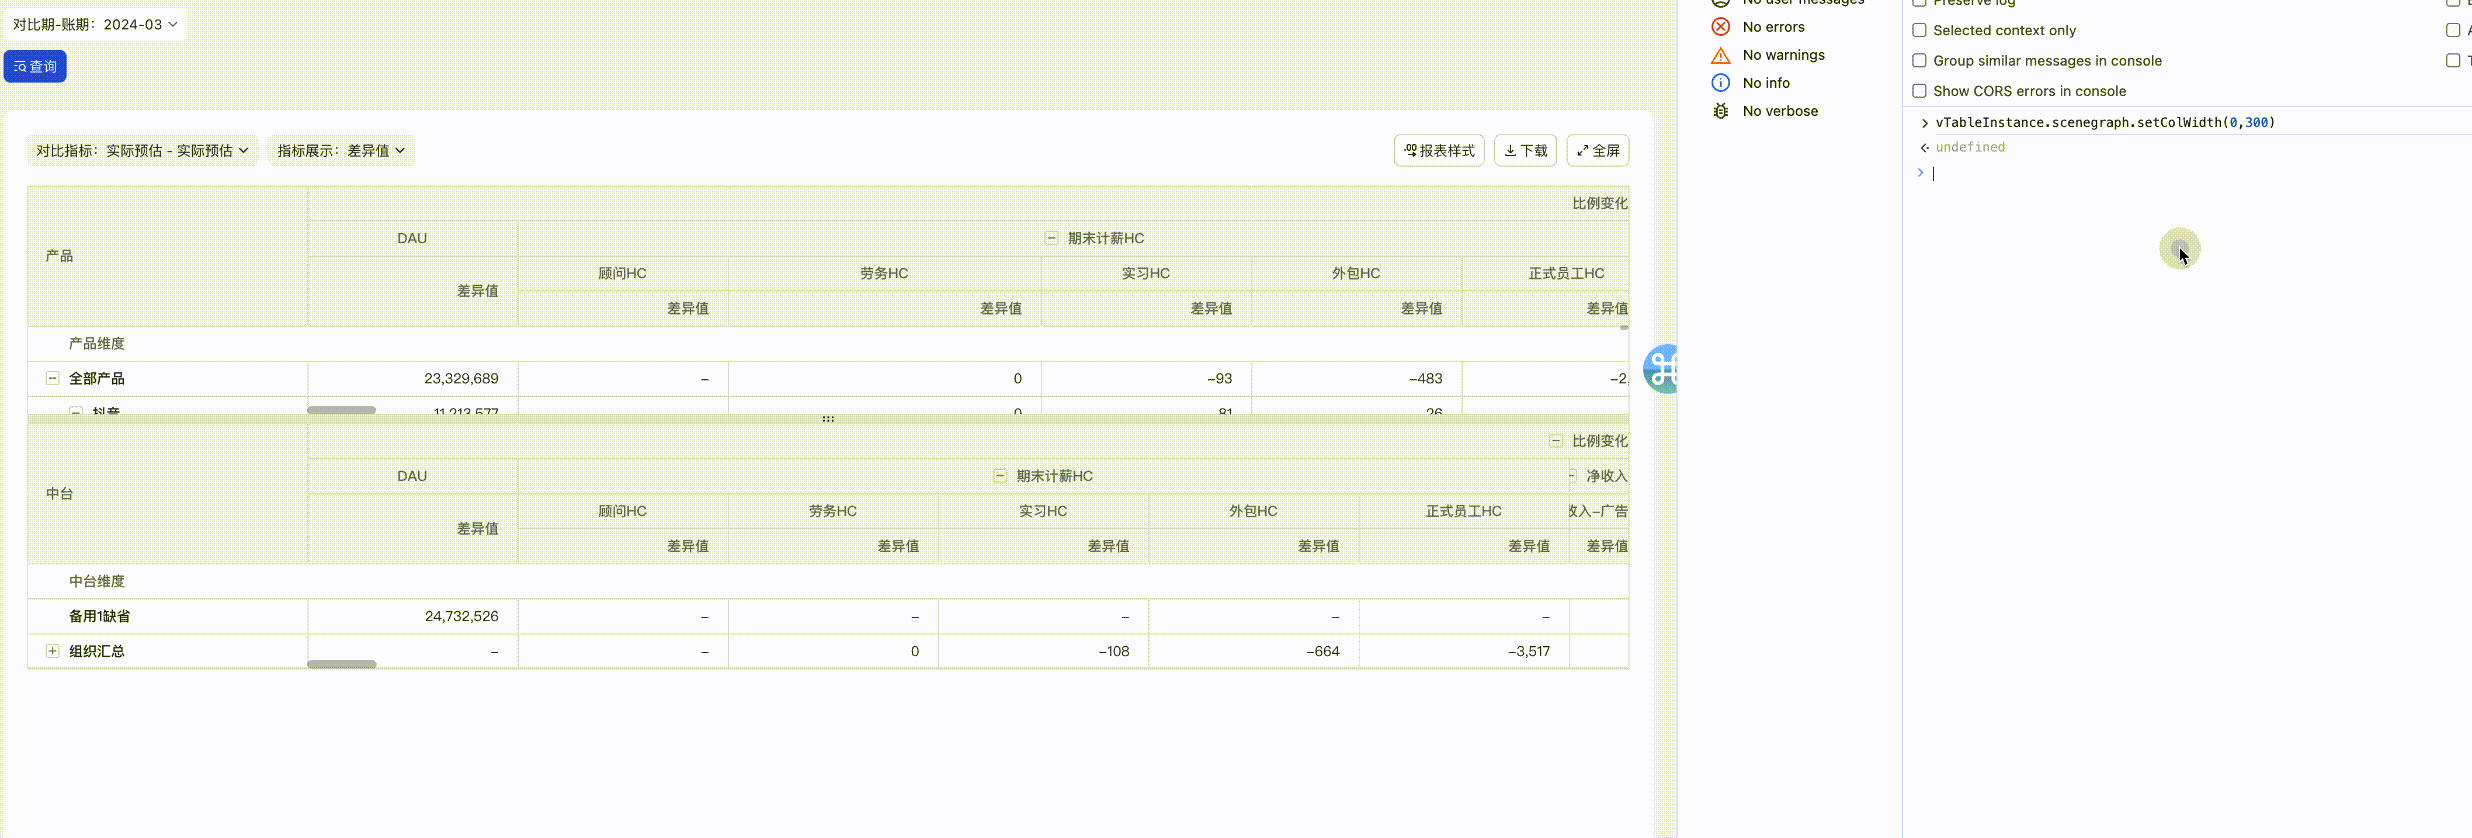 对比期-账期： 2024-03
查询
对比指标： 实际预估 - 实际预估
指标展示： 差异值
报表样式
下载
全屏
产品
比例变化
DAU
期末计薪HC
差异值
顾问HC
劳务HC
实习HC
外包HC
正式员工HC
差异值
差异值
差异值
差异值
差异值
产品维度
全部产品 23,329,689 – 0 –93 –483 –2,
抖音 11,213,577 0 81 26
中台
比例变化
DAU
期末计薪HC
净收入
差异值
顾问HC
劳务HC
实习HC
外包HC
正式员工HC
收入–广告
差异值
差异值
差异值
差异值
差异值
差异值
中台维度
备用1缺省 24,732,526 – – – – –
组织汇总 – – 0 –108 –664 –3,517
No user messages
No errors
No warnings
No info
No verbose
Preserve log
Selected context only
Group similar messages in console
Show CORS errors in console
vTableInstance.scenegraph.setColWidth(0,300)
undefined